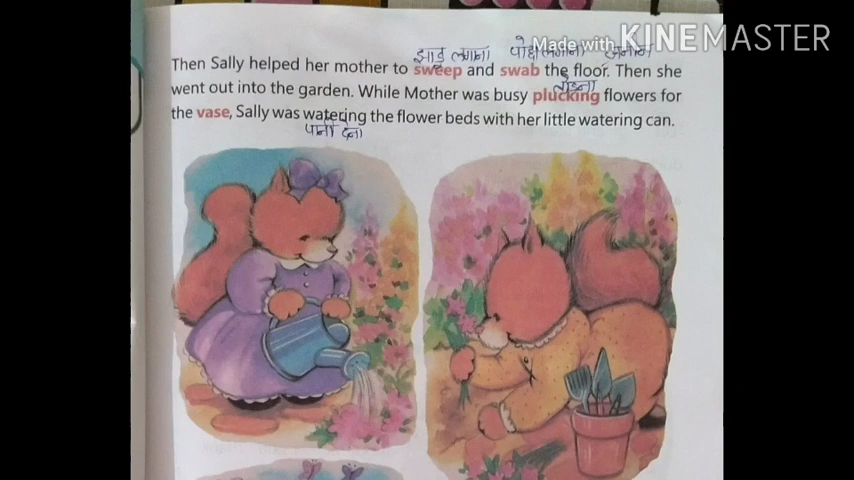 Made with KINEMASTER
झाडू लगाना पोछा लगाना
Then Sally helped her mother to sweep and swab the floor. Then she
तोड़ना
went out into the garden. While Mother was busy plucking flowers for
the vase, Sally was watering the flower beds with her little watering can.
पानी देना